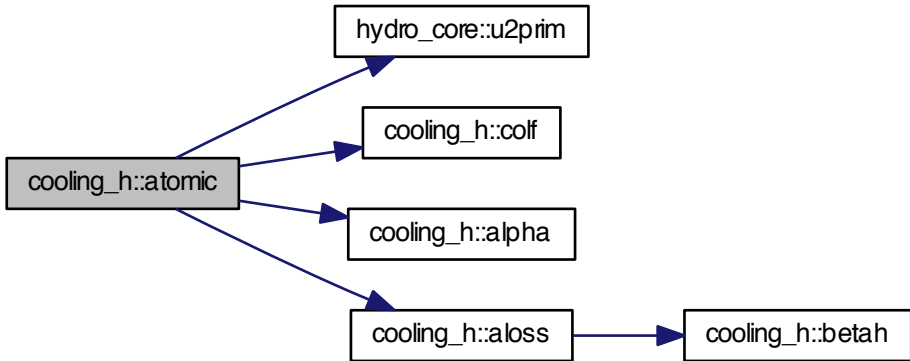 hydro_core::u2prim
cooling_h::colf
cooling_h::atomic
cooling_h::alpha
cooling_h::aloss
cooling_h::betah